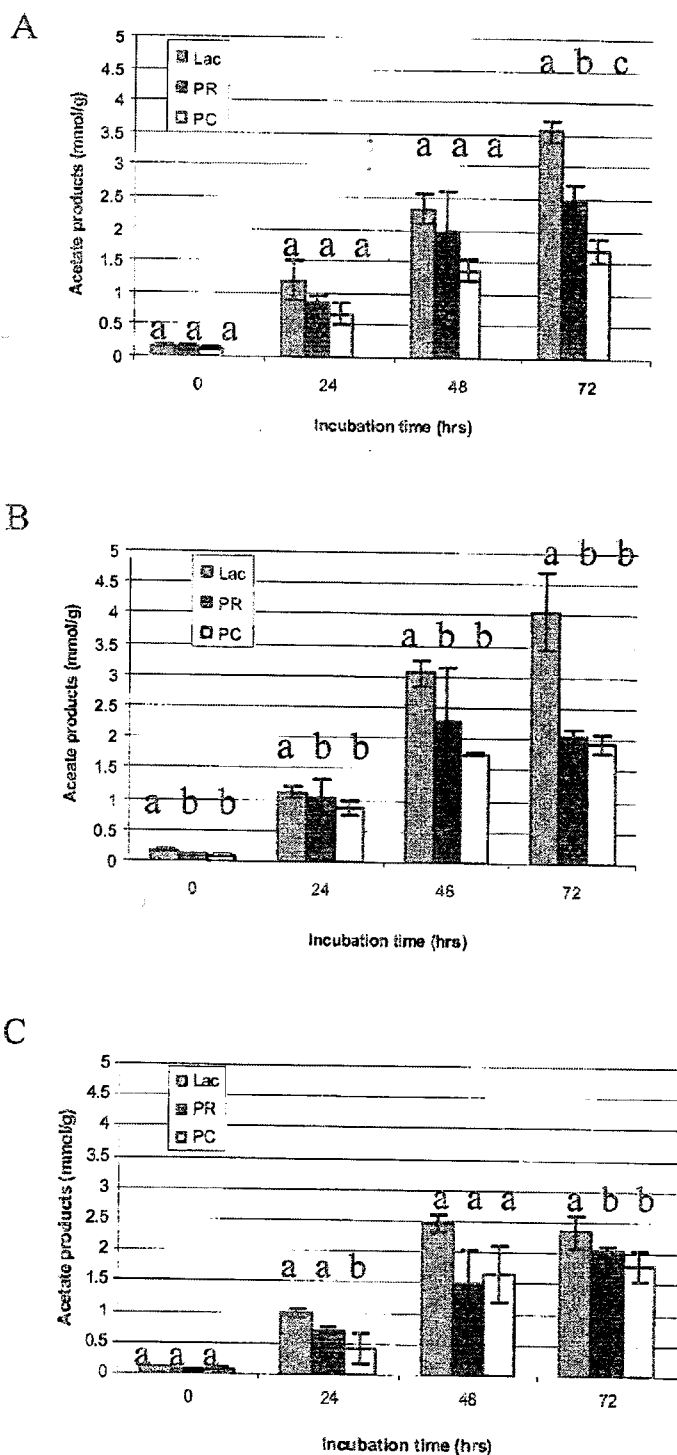 A
Acetate products (mmol/g)
5
4.5
4
3.5
3
2.5
2
1.5
1
0.5
0
Lac
PR
PC
a a a
a a a
a a a
a b c
0 24 48 72
Incubation time (hrs)
B
Aceate products (mmol/g)
5
4.5
4
3.5
3
2.5
2
1.5
1
0.5
0
Lac
PR
PC
a b b
a b b
a b b
a b b
0 24 48 72
Incubation time (hrs)
C
Acetate products (mmol/g)
5
4.5
4
3.5
3
2.5
2
1.5
1
0.5
0
Lac
PR
PC
a a a
a a b
a a a
a b b
0 24 48 72
Incubation time (hrs)